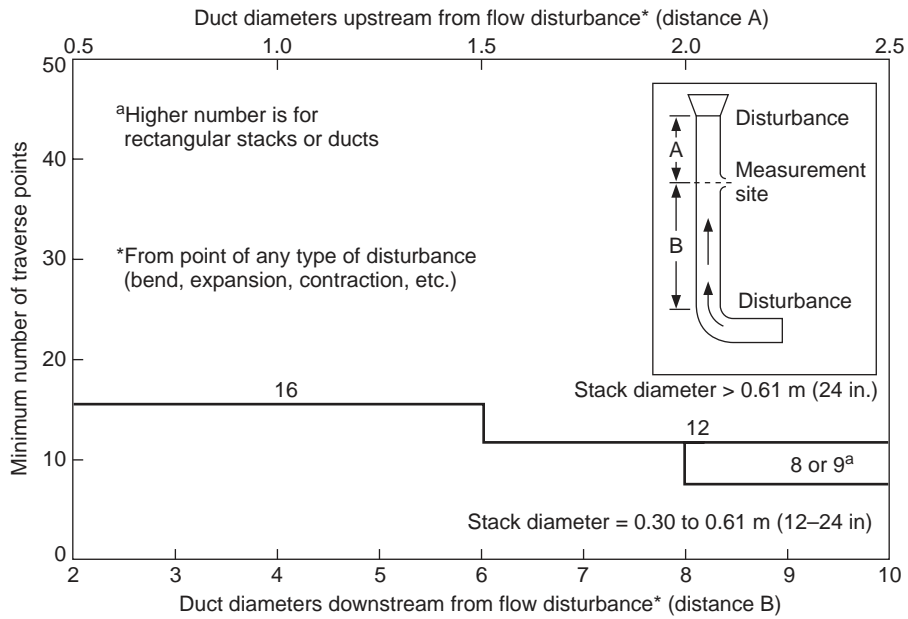 Duct diameters upstream from flow disturbance* (distance A)
0.5 1.0 1.5 2.0 2.5
50
40
30
20
10
0
Minimum number of traverse points
aHigher number is for
rectangular stacks or ducts
*From point of any type of disturbance
(bend, expansion, contraction, etc.)
A
B
Disturbance
Measurement
site
Disturbance
Stack diameter > 0.61 m (24 in.)
16
12
8 or 9a
Stack diameter = 0.30 to 0.61 m (12–24 in)
2 3 4 5 6 7 8 9 10
Duct diameters downstream from flow disturbance* (distance B)